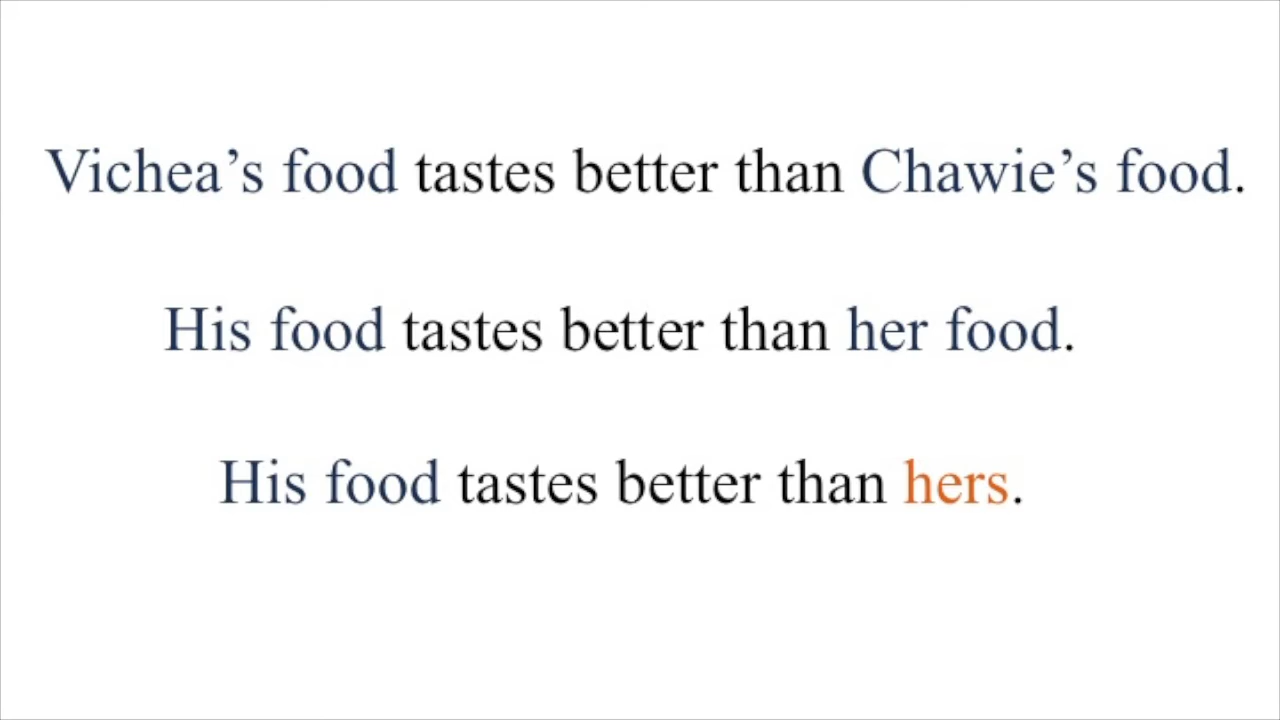 Vichea’s food tastes better than Chawie’s food.
His food tastes better than her food.
His food tastes better than hers.